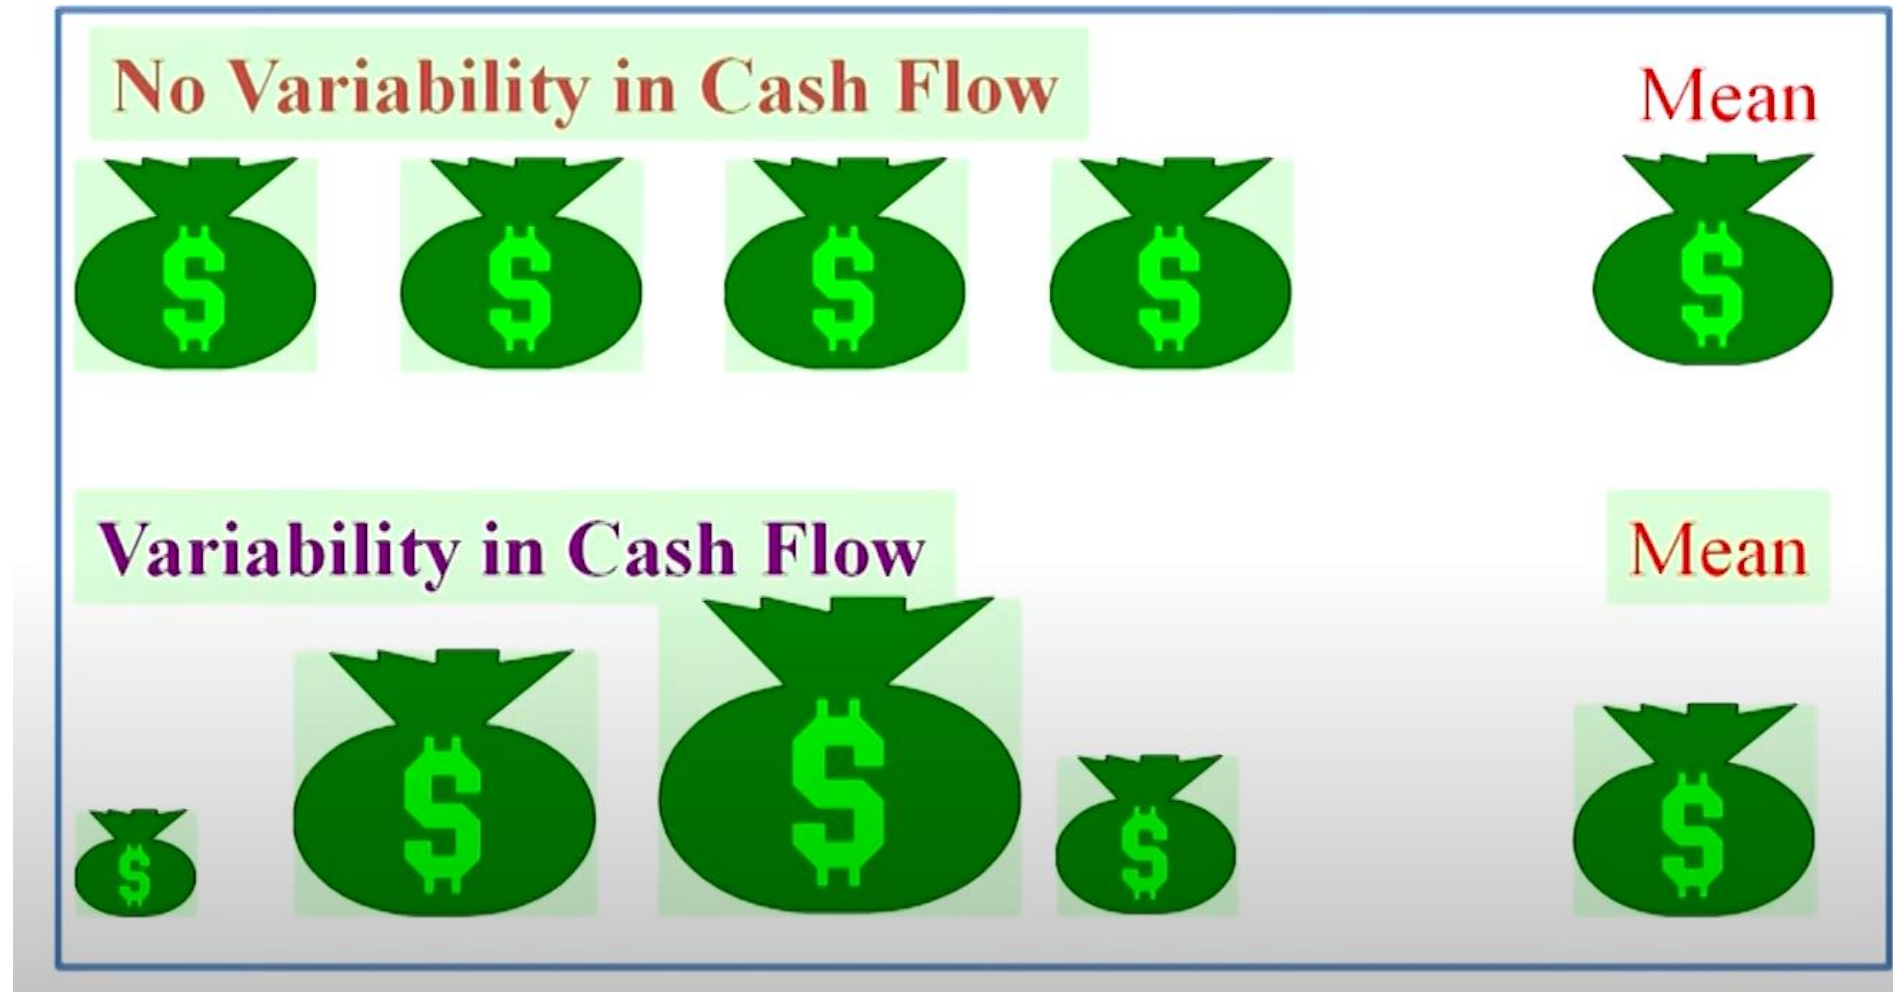 No Variability in Cash Flow
Mean
$ $ $ $ $
Variability in Cash Flow
Mean
$ $ $ $ $